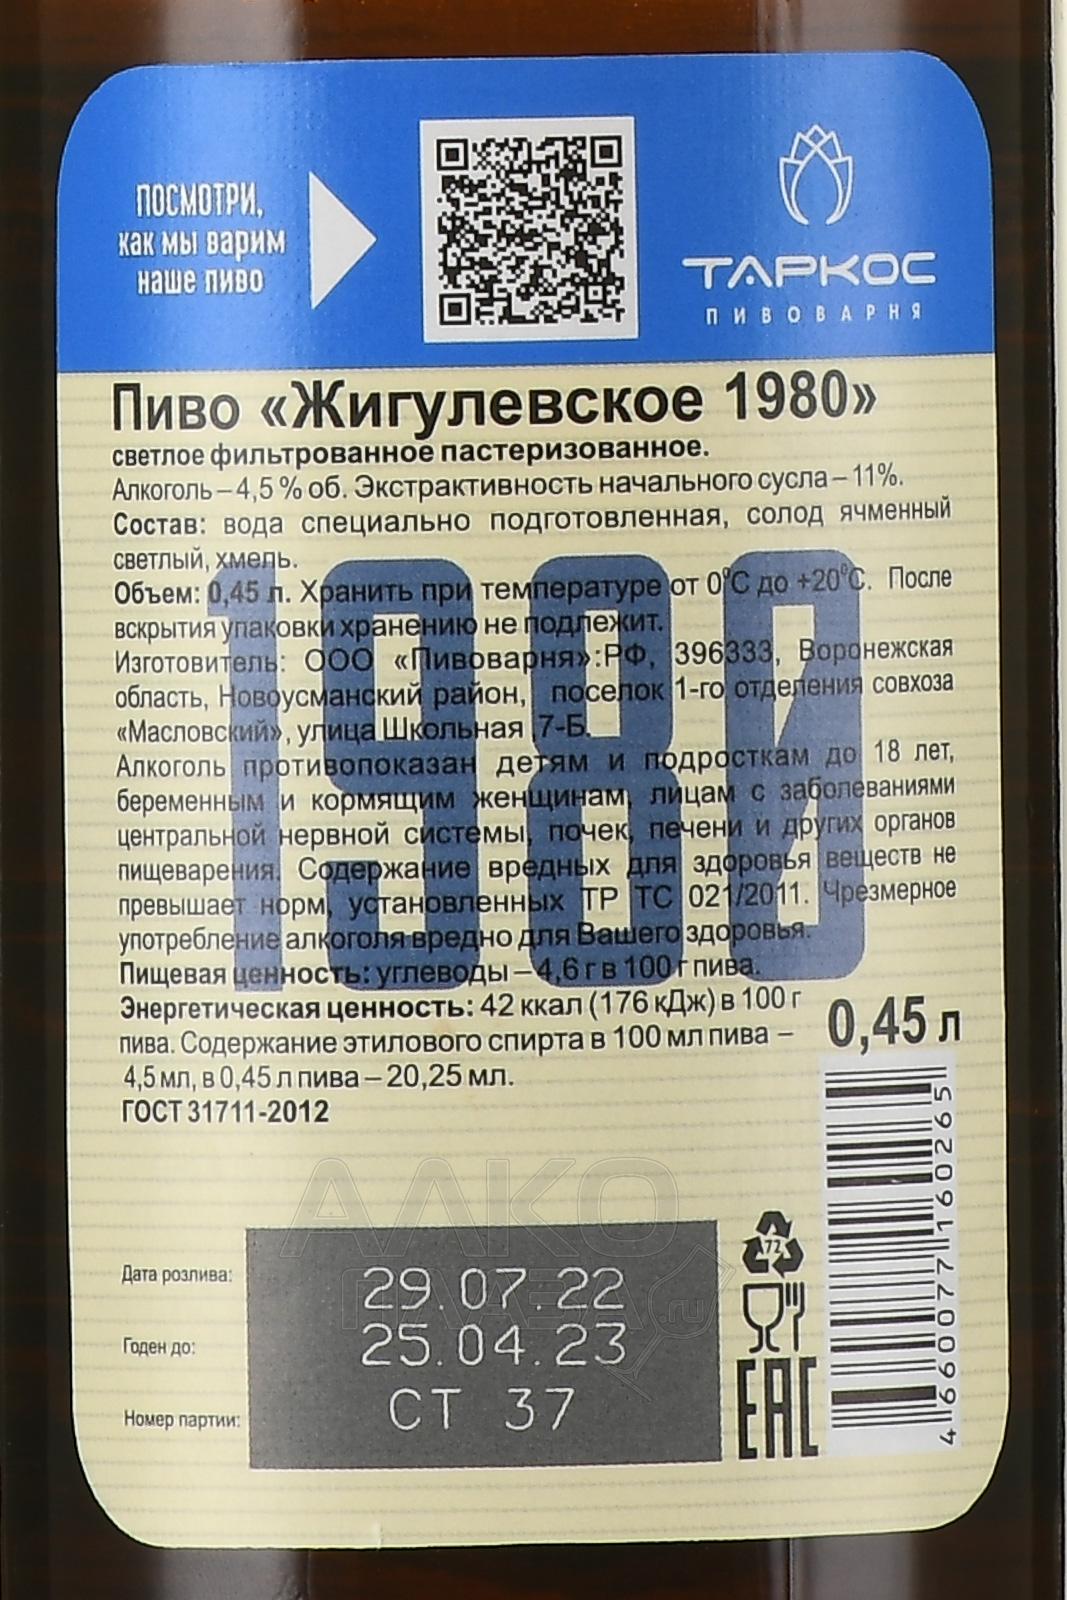 ПОСМОТРИ,
как мы варим
наше пиво
ТАРКОС
ПИВОВАРНЯ
Пиво «Жигулевское 1980»
светлое фильтрованное пастеризованное.
Алкоголь – 4,5 % об. Экстрактивность начального сусла – 11%.
Состав: вода специально подготовленная, солод ячменный
светлый, хмель.
Объем: 0,45 л. Хранить при температуре от 0°С до +20°С. После
вскрытия упаковки хранению не подлежит.
Изготовитель: ООО «Пивоварня»:РФ, 396333, Воронежская
область, Новоусманский район, поселок 1-го отделения совхоза
«Масловский», улица Школьная ,7-Б.
Алкоголь противопоказан детям и подросткам до 18 лет,
беременным и кормящим женщинам, лицам с заболеваниями
центральной нервной системы, почек, печени и других органов
пищеварения. Содержание вредных для здоровья веществ не
превышает норм, установленных ТР ТС 021/2011. Чрезмерное
употребление алкоголя вредно для Вашего здоровья.
Пищевая ценность: углеводы – 4,6 г в 100 г пива.
Энергетическая ценность: 42 ккал (176 кДж) в 100 г
пива. Содержание этилового спирта в 100 мл пива –
4,5 мл, в 0,45 л пива – 20,25 мл.
ГОСТ 31711-2012
1980
0,45 л
4 660077 160265
Дата розлива: 29.07.22
Годен до: 25.04.23
Номер партии: СТ 37
72
ЕАС
АЛКО
ПЛАЗА.ru